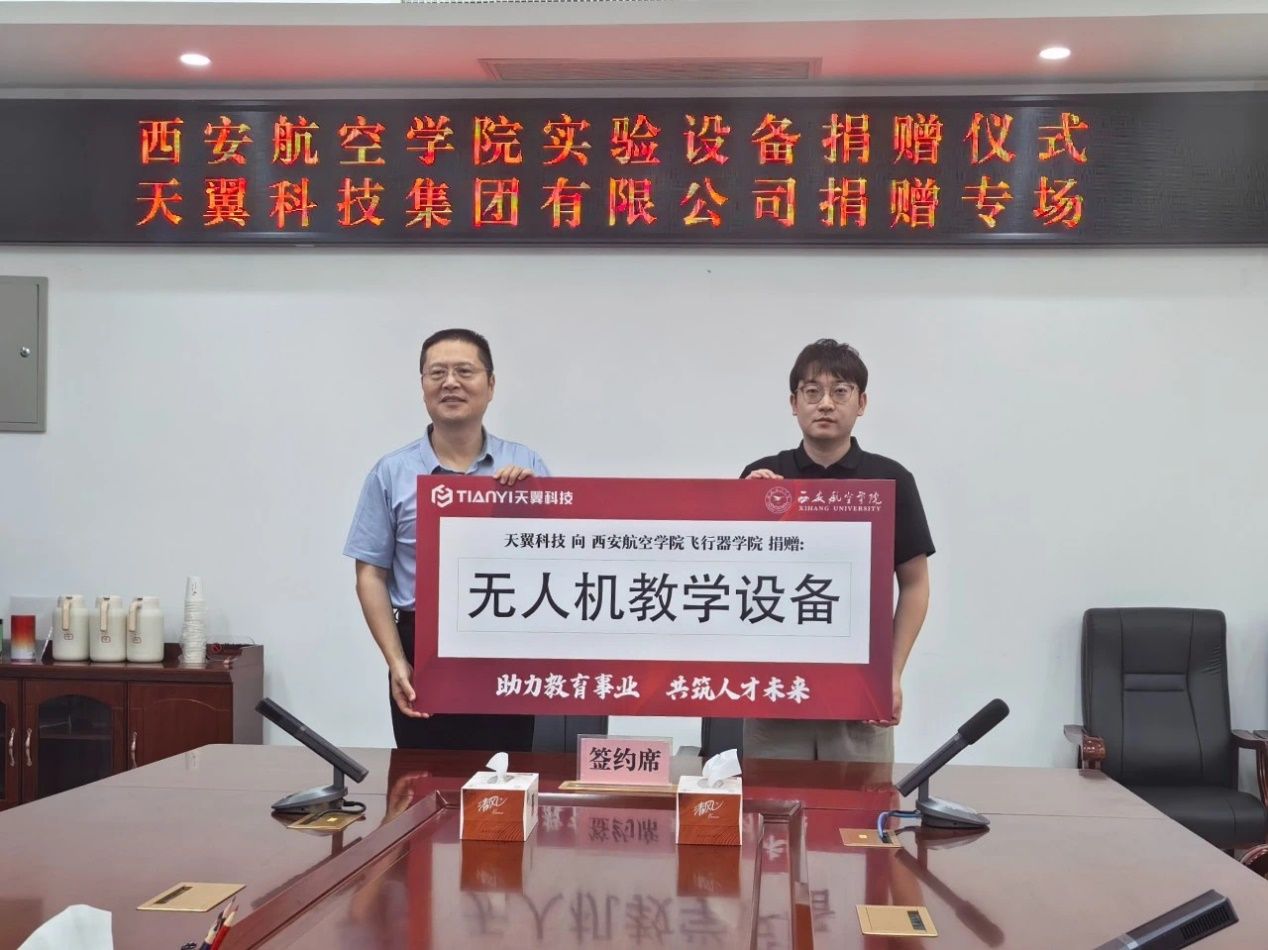 西安航空学院实验设备捐赠仪式
天翼科技集团有限公司捐赠专场
TIANYI天翼科技
西安航空学院
XIHANG UNIVERSITY
天翼科技 向 西安航空学院飞行器学院 捐赠:
无人机教学设备
助力教育事业 共筑人才未来
签约席
清风
清风